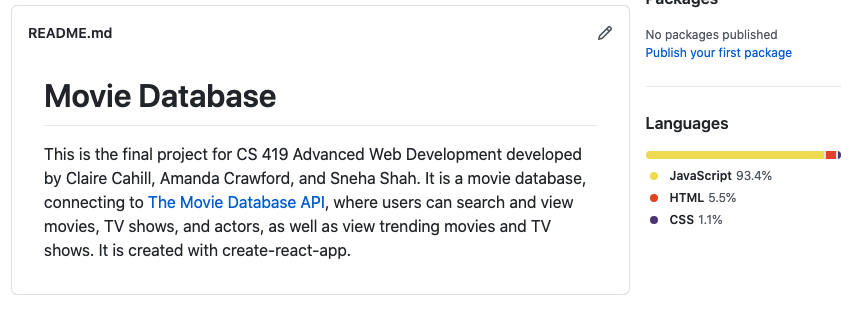 README.md
Movie Database
This is the final project for CS 419 Advanced Web Development developed
by Claire Cahill, Amanda Crawford, and Sneha Shah. It is a movie database,
connecting to The Movie Database API, where users can search and view
movies, TV shows, and actors, as well as view trending movies and TV
shows. It is created with create-react-app.
Packages
No packages published
Publish your first package
Languages
JavaScript 93.4%
HTML 5.5%
CSS 1.1%